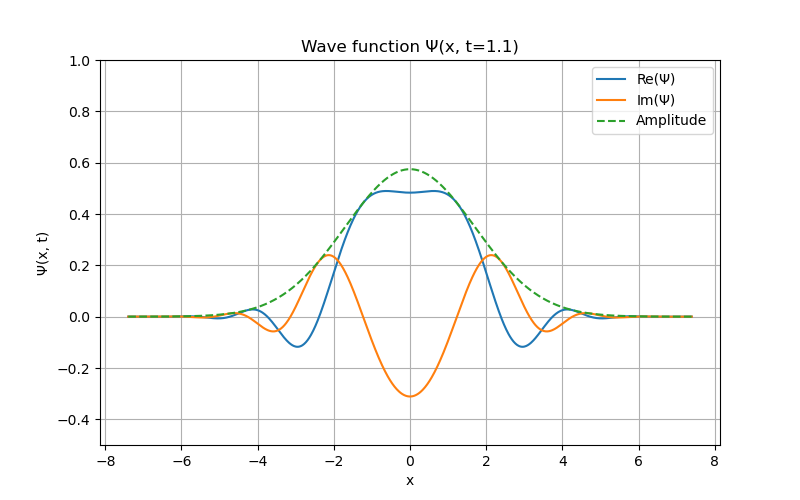 Wave function Ψ(x, t=1.1)
1.0
0.8
0.6
0.4
0.2
0.0
−0.2
−0.4
Ψ(x, t)
Re(Ψ)
Im(Ψ)
Amplitude
−8 −6 −4 −2 0 2 4 6 8
x